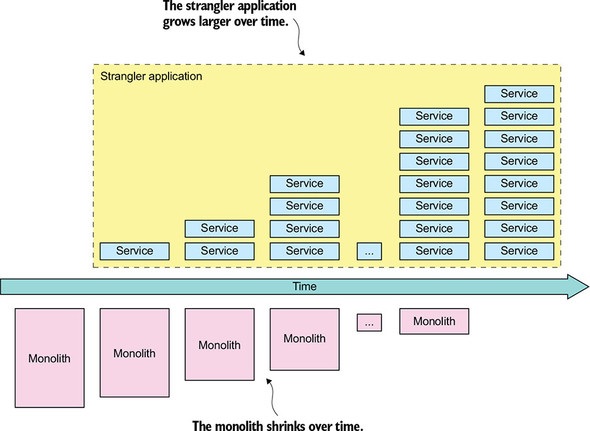 The strangler application
grows larger over time.
Strangler application
Service
Service Service
Service Service
Service Service
Service Service Service
Service Service Service
Service Service Service Service
Service Service Service ... Service Service
Time
Monolith Monolith Monolith Monolith ... Monolith
The monolith shrinks over time.